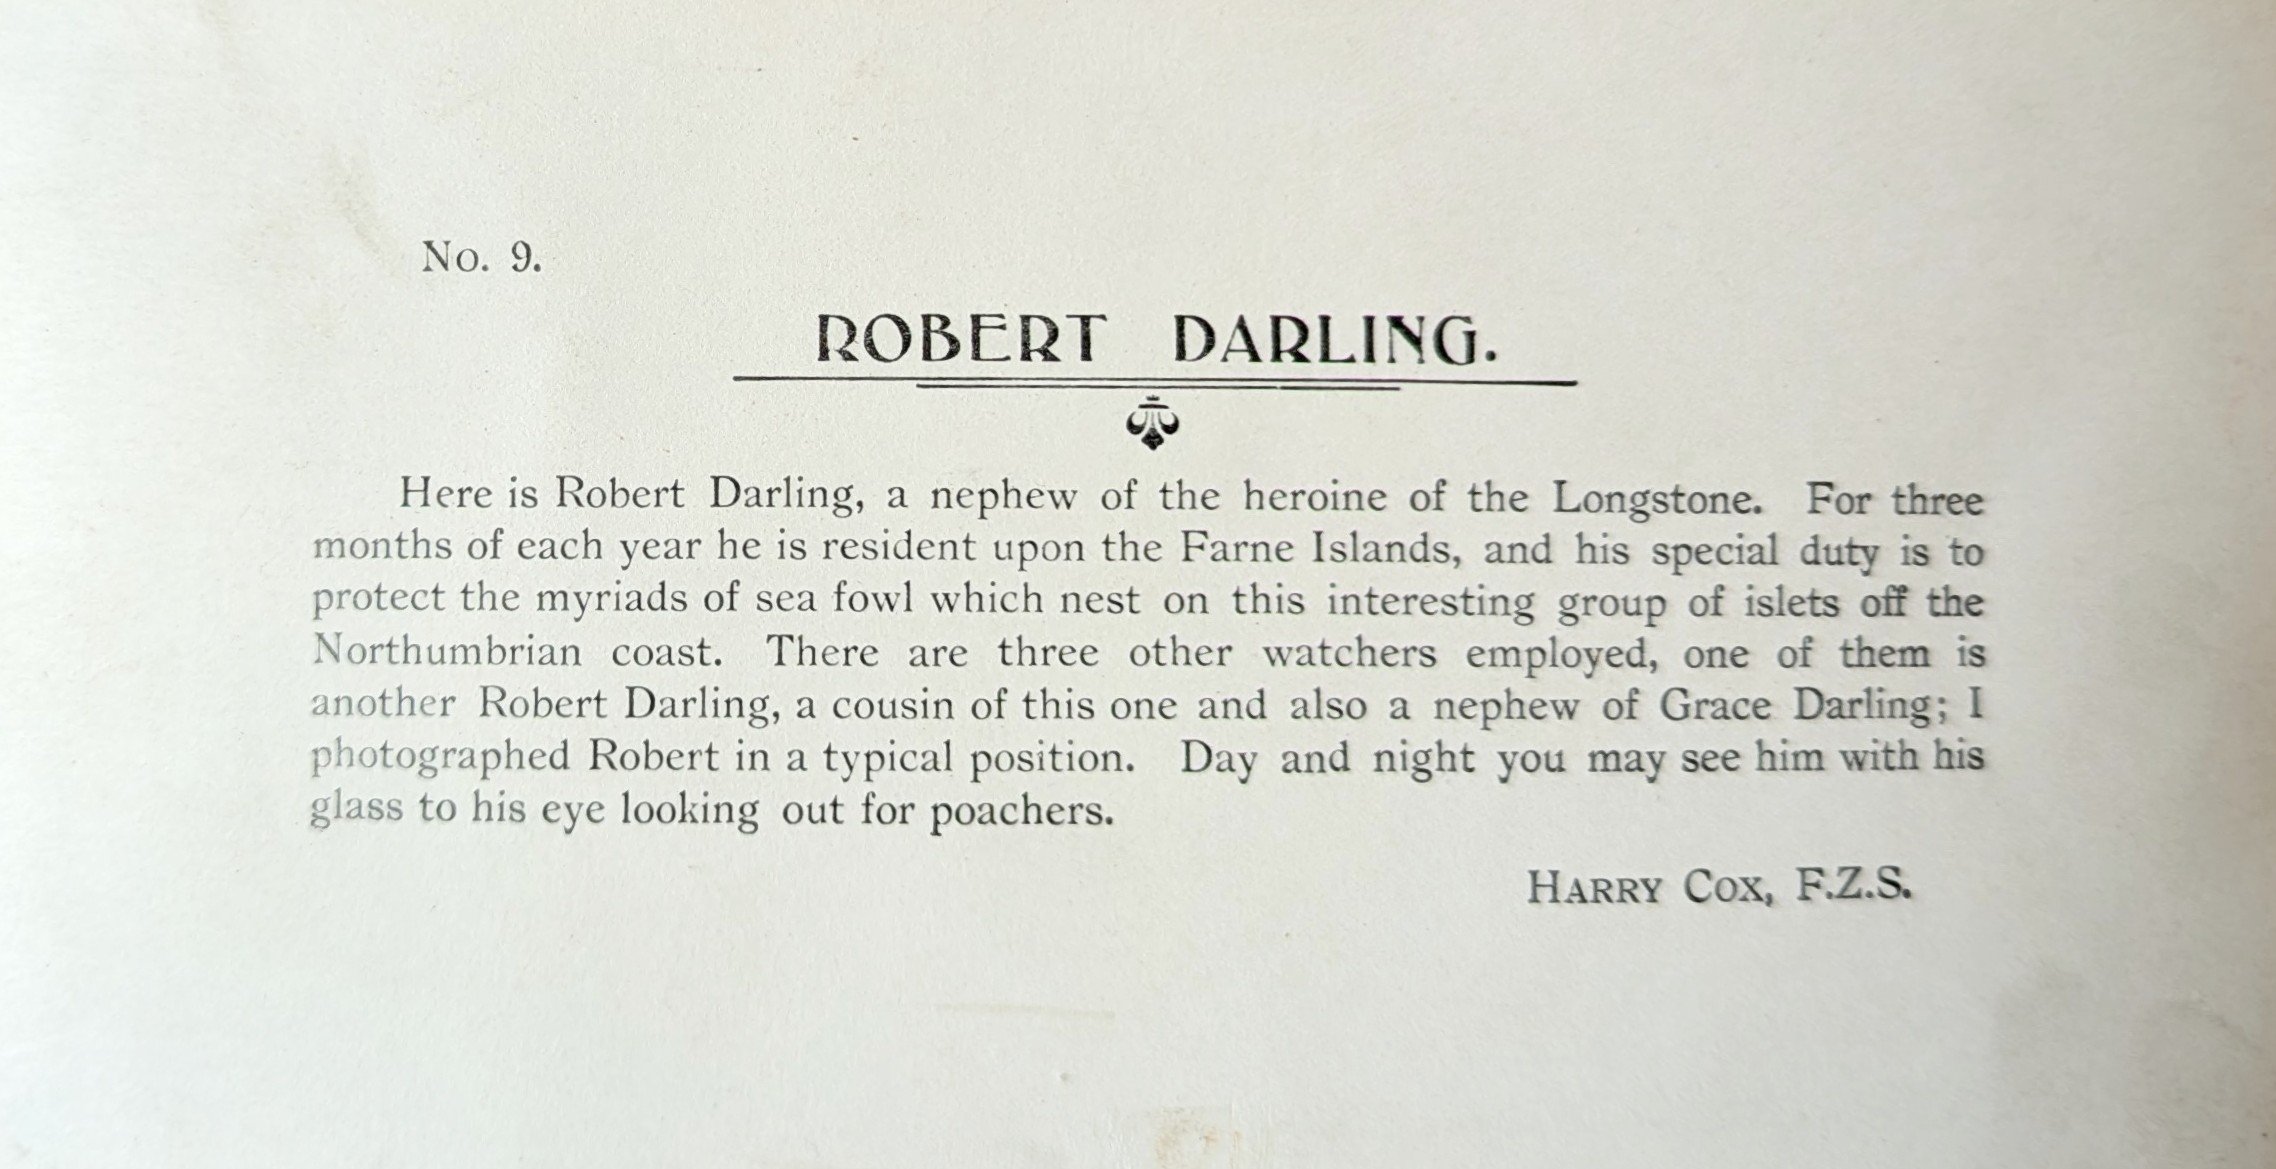 No. 9.
ROBERT DARLING.
Here is Robert Darling, a nephew of the heroine of the Longstone. For three
months of each year he is resident upon the Farne Islands, and his special duty is to
protect the myriads of sea fowl which nest on this interesting group of islets off the
Northumbrian coast. There are three other watchers employed, one of them is
another Robert Darling, a cousin of this one and also a nephew of Grace Darling; I
photographed Robert in a typical position. Day and night you may see him with his
glass to his eye looking out for poachers.
HARRY COX, F.Z.S.